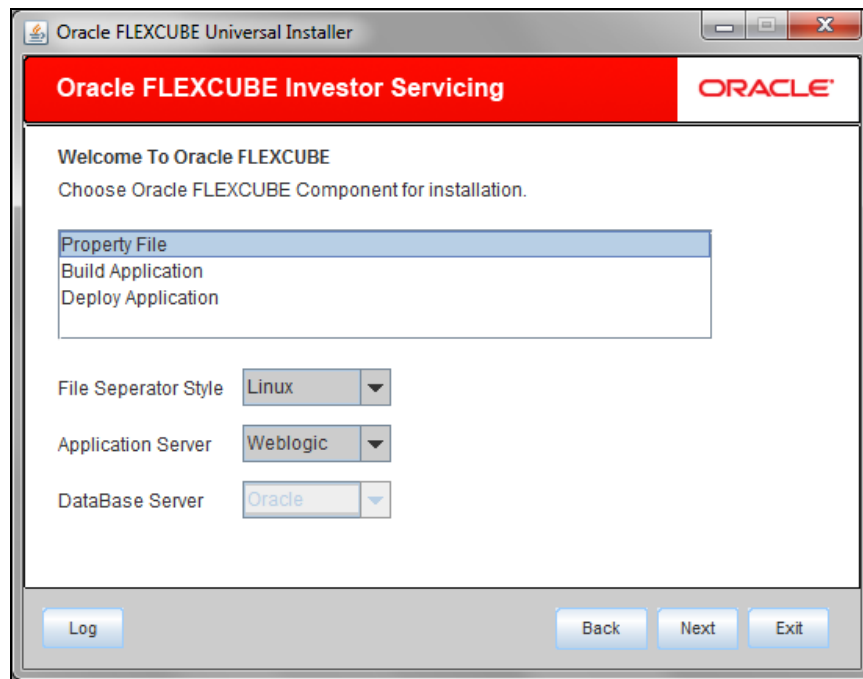 Oracle FLEXCUBE Universal Installer
Oracle FLEXCUBE Investor Servicing
ORACLE'
Welcome To Oracle FLEXCUBE
Choose Oracle FLEXCUBE Component for installation.
Property File
Build Application
Deploy Application
File Seperator Style Linux
Application Server Weblogic
DataBase Server Oracle
Log Back Next Exit